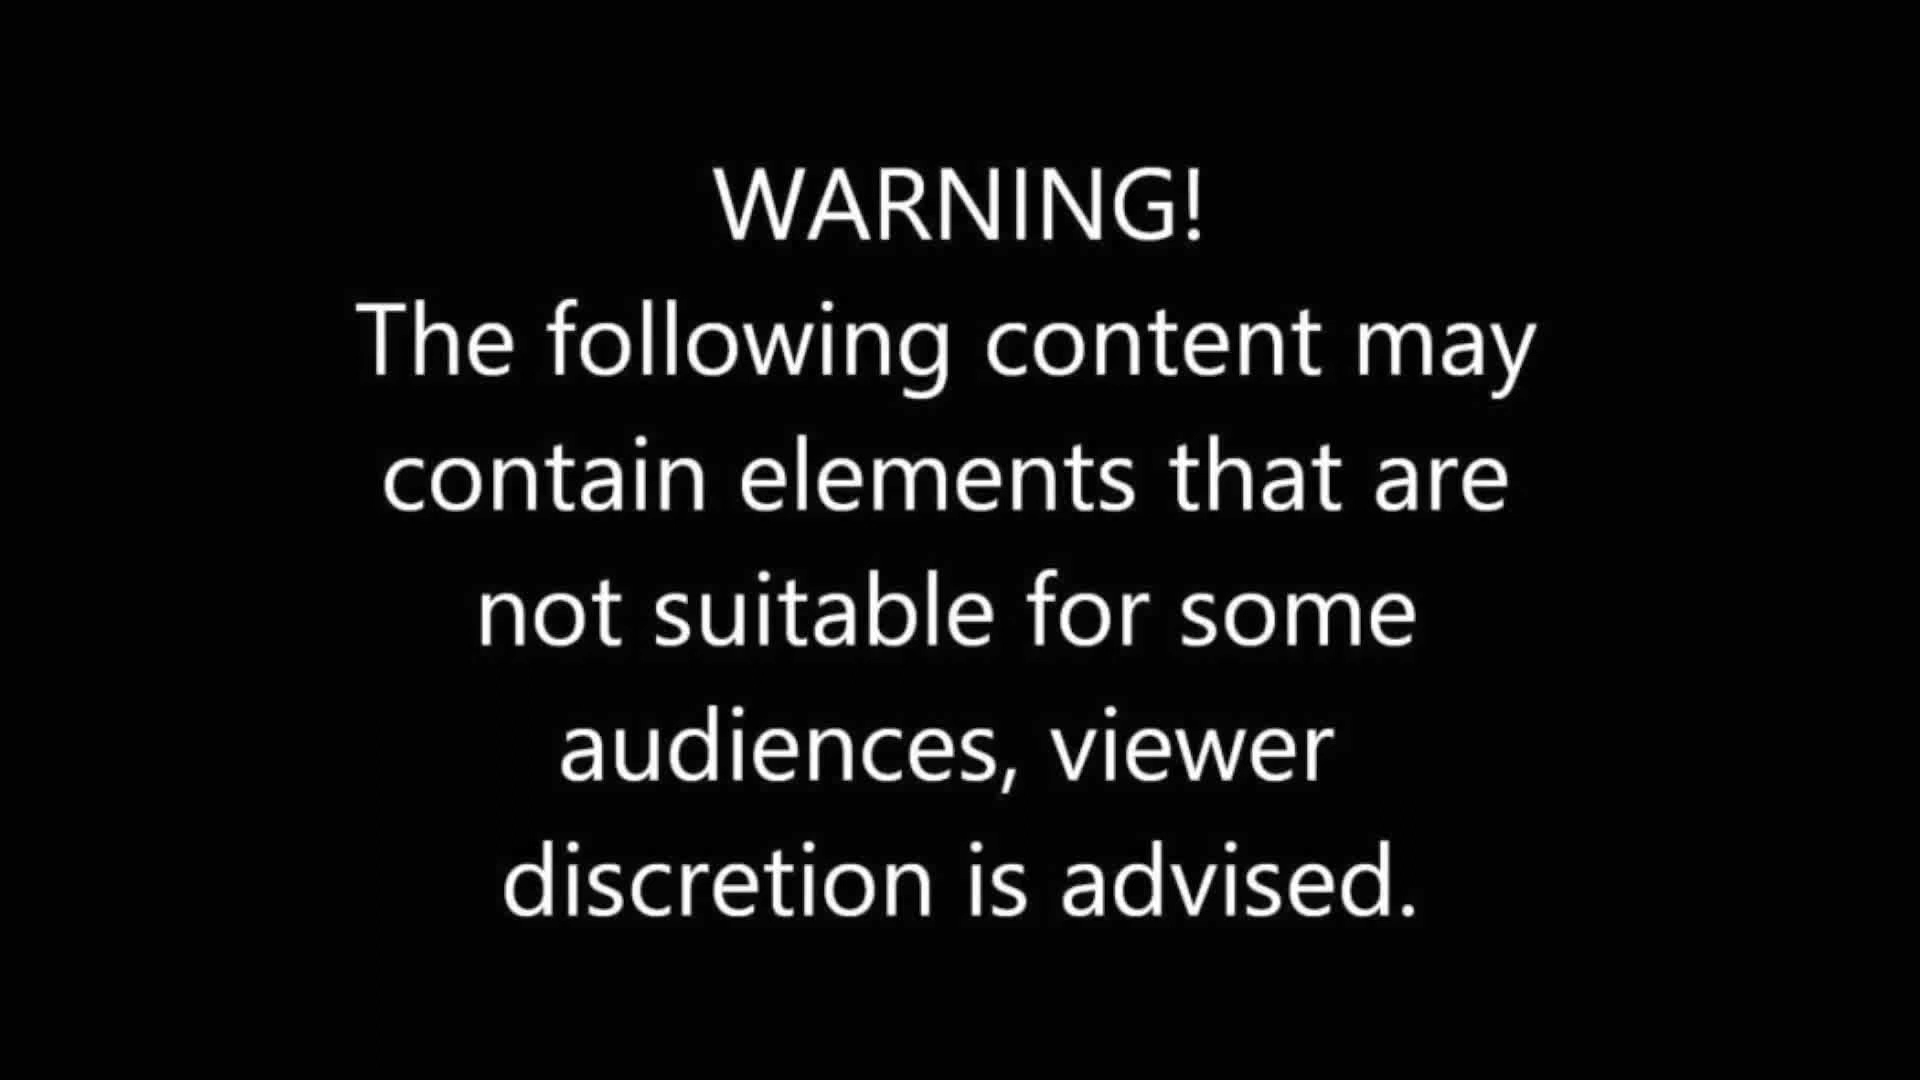 WARNING!
The following content may
contain elements that are
not suitable for some
audiences, viewer
discretion is advised.